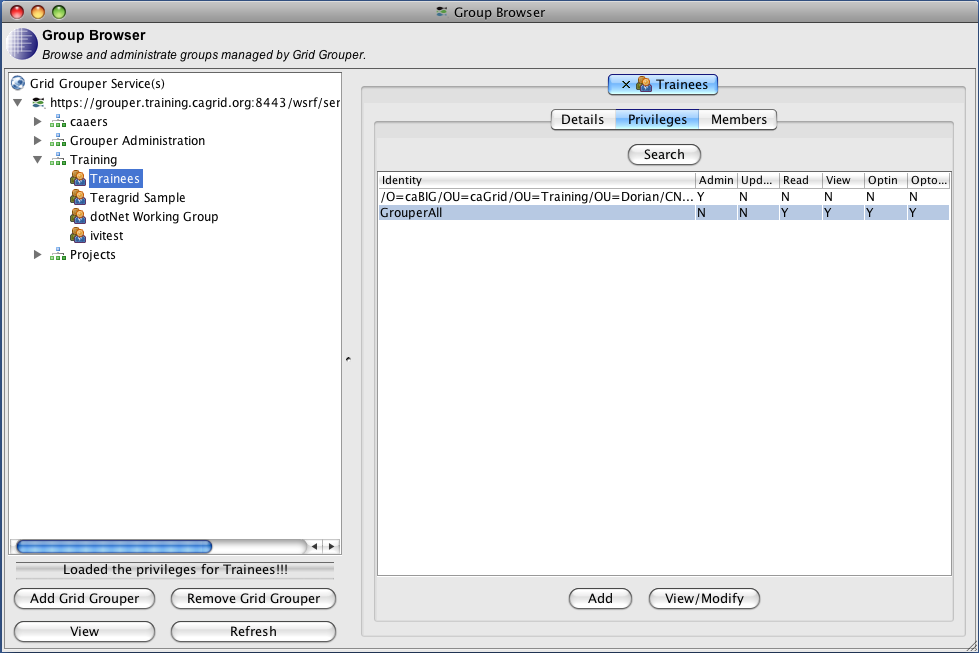 Group Browser
Group Browser
Browse and administrate groups managed by Grid Grouper.
Grid Grouper Service(s)
https://grouper.training.cagrid.org:8443/wsrf/ser
caaers
Grouper Administration
Training
Trainees
Teragrid Sample
dotNet Working Group
ivitest
Projects
Loaded the privileges for Trainees!!!
Add Grid Grouper Remove Grid Grouper
View Refresh
× Trainees
Details Privileges Members
Search
Identity Admin Upd... Read View Optin Opto...
/O=caBIG/OU=caGrid/OU=Training/OU=Dorian/CN... Y N N N N N
GrouperAll N N Y Y Y Y
Add View/Modify